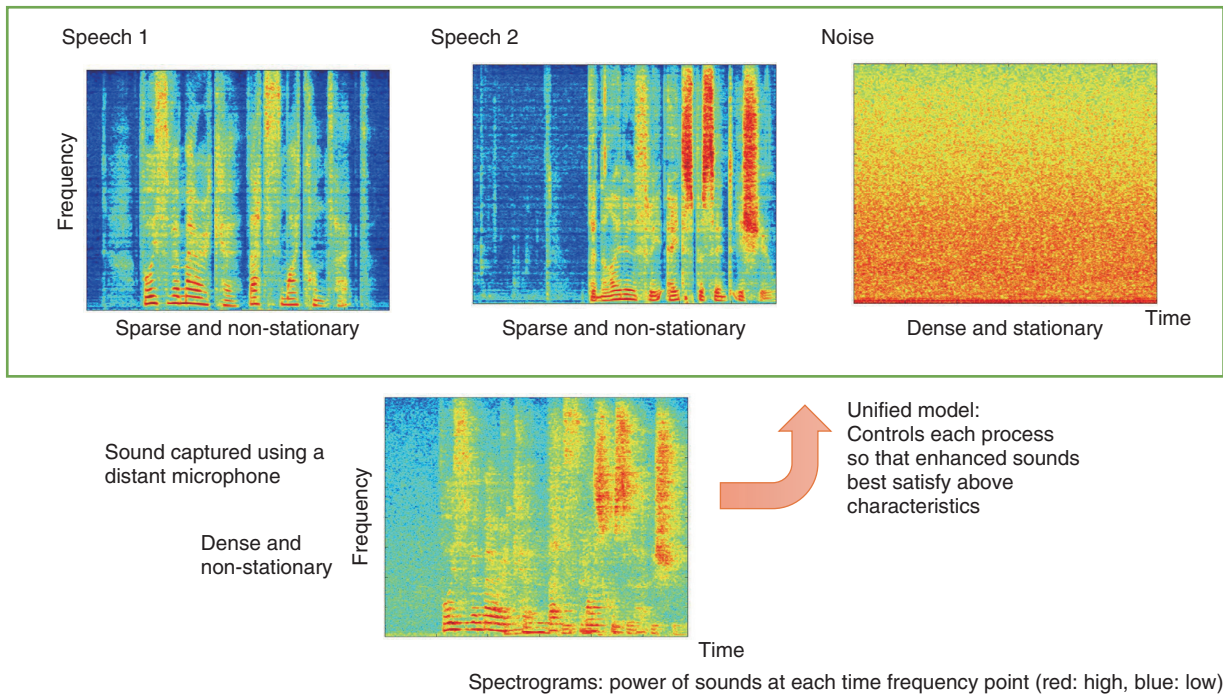 Speech 1
Speech 2
Noise
Frequency
Sparse and non-stationary
Sparse and non-stationary
Dense and stationary
Time
Sound captured using a
distant microphone
Dense and
non-stationary
Frequency
Time
Unified model:
Controls each process
so that enhanced sounds
best satisfy above
characteristics
Spectrograms: power of sounds at each time frequency point (red: high, blue: low)